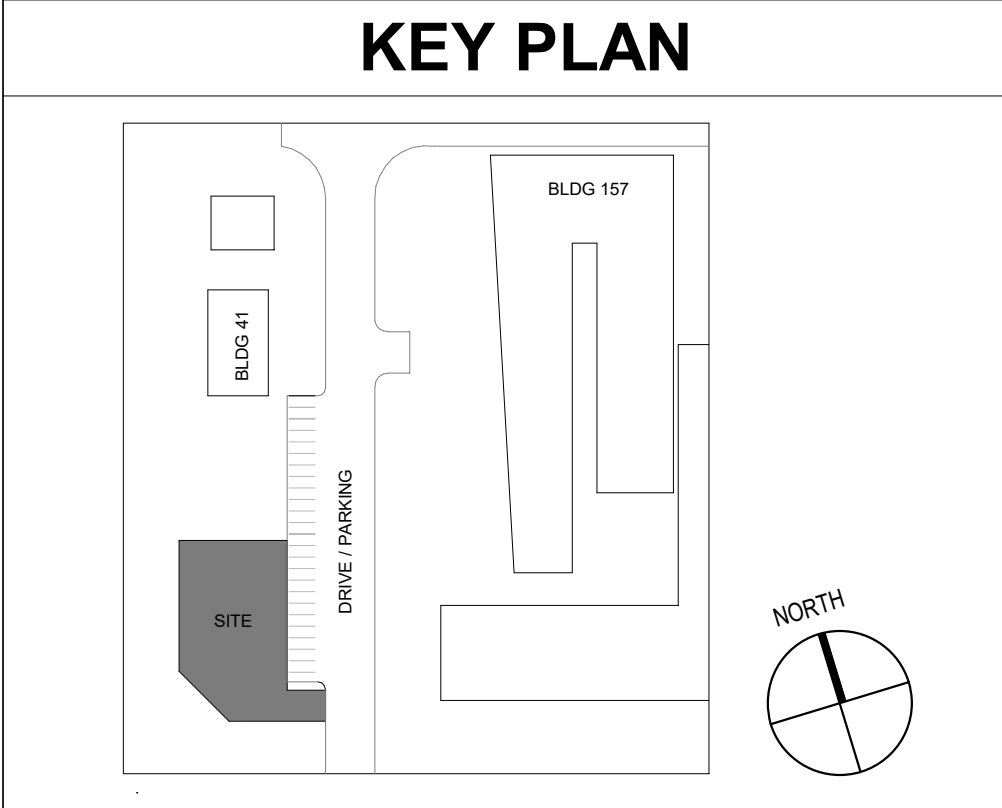 KEY PLAN
BLDG 157
BLDG 41
DRIVE / PARKING
SITE
NORTH